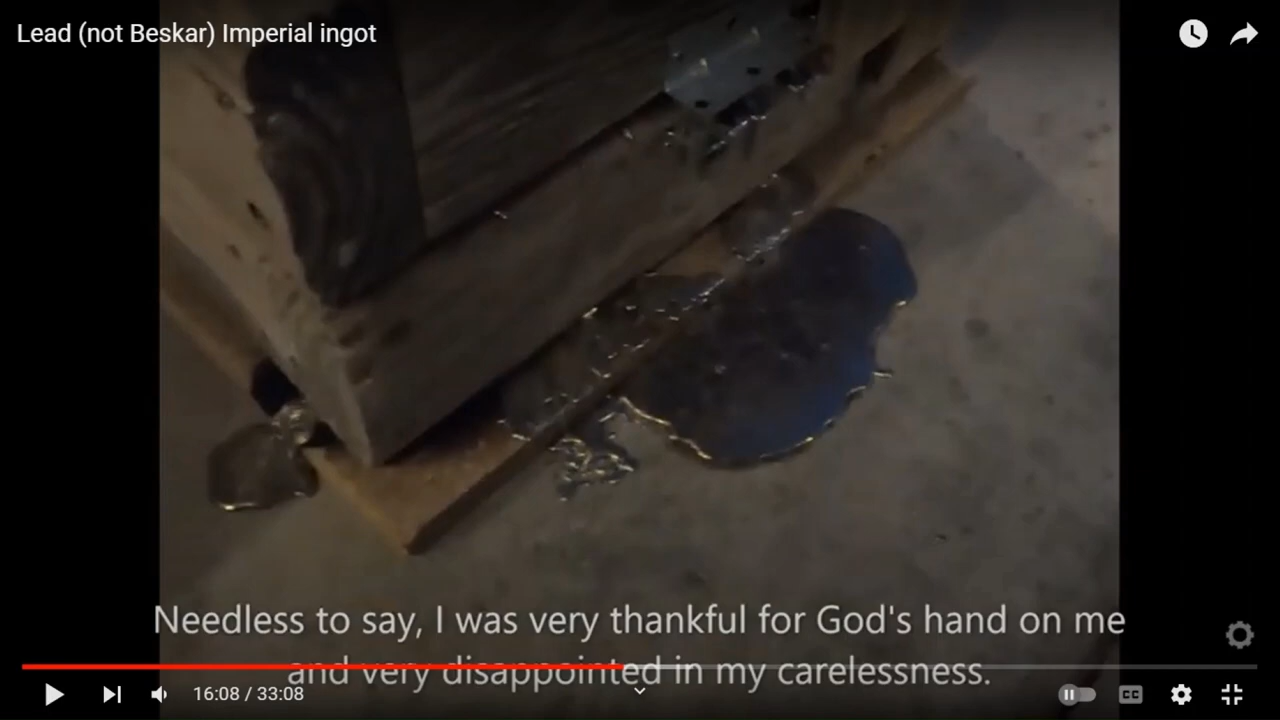 Lead (not Beskar) Imperial ingot
Needless to say, I was very thankful for God's hand on me
and very disappointed in my carelessness.
16:08 / 33:08
CC